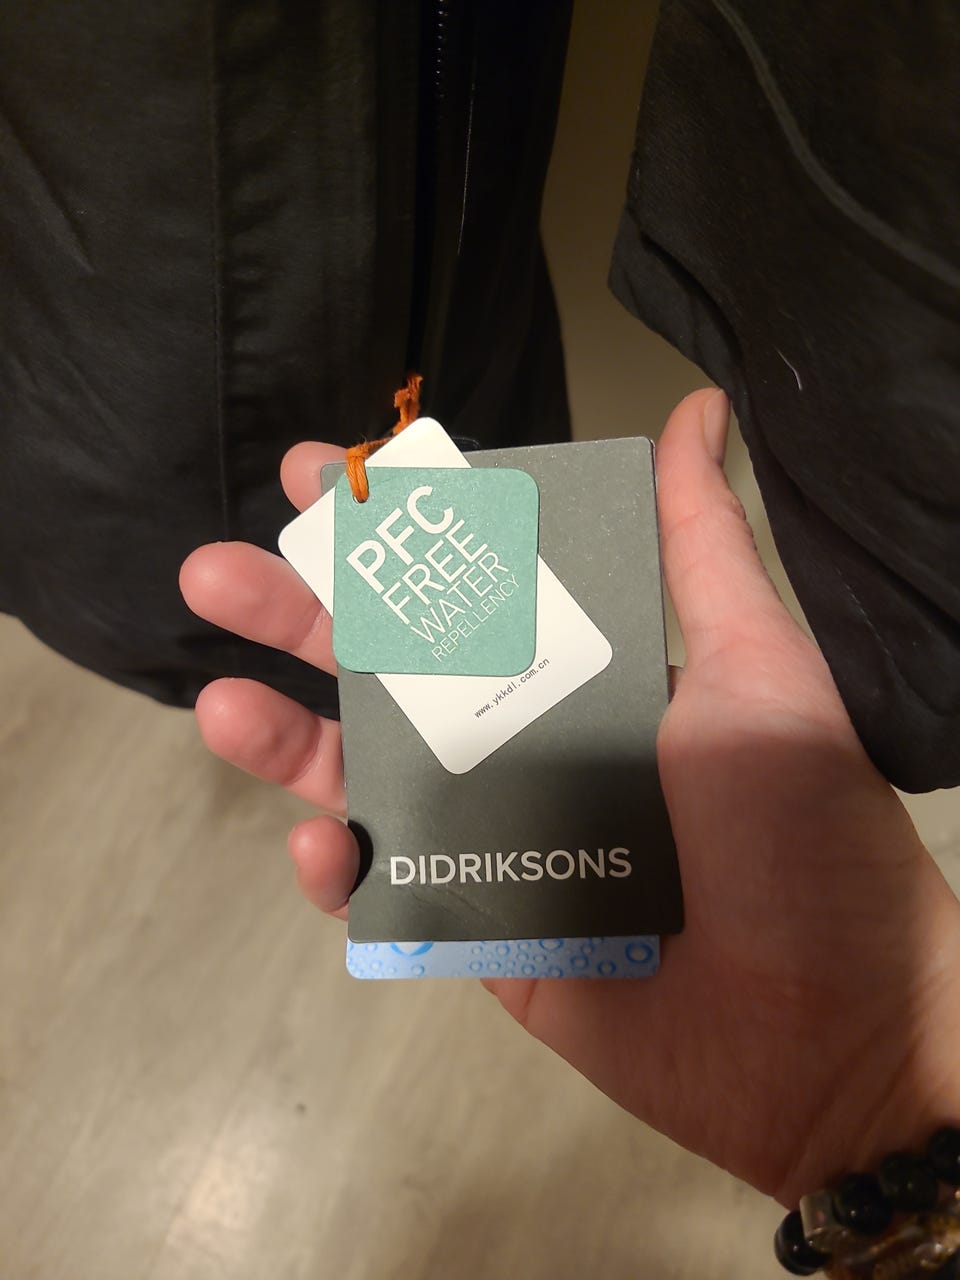 PFC
FREE
WATER
REPELLENCY
www.ykkdl.com.cn
DIDRIKSONS